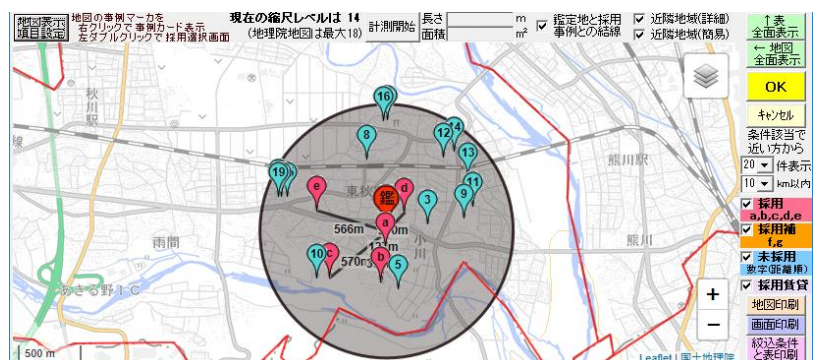 地図表示
項目設定
地図の事例マーカを
右クリックで事例カード表示
左ダブルクリックで採用選択画面
現在の縮尺レベルは 14
(地理院地図は最大18)
計測開始
長さ m
面積 m²
鑑定地と採用
事例との結線
近隣地域(詳細)
近隣地域(簡易)
↑表
全面表示
← 地図
全面表示
OK
キャンセル
条件該当で
近い方から
20 件表示
10 km以内
採用
a,b,c,d,e
採用補
f,g
未採用
数字(距離順)
採用賃貸
地図印刷
画面印刷
絞込条件
と表印刷
秋川駅
16
8
12
14
13
19
e
東秋
d
鑑
3
9
11
熊川駅
a
566m
0m
小川
雨間
熊川
10
c
570m
b
5
あきる野IC
+
−
500 m
Leaflet | 国土地理院